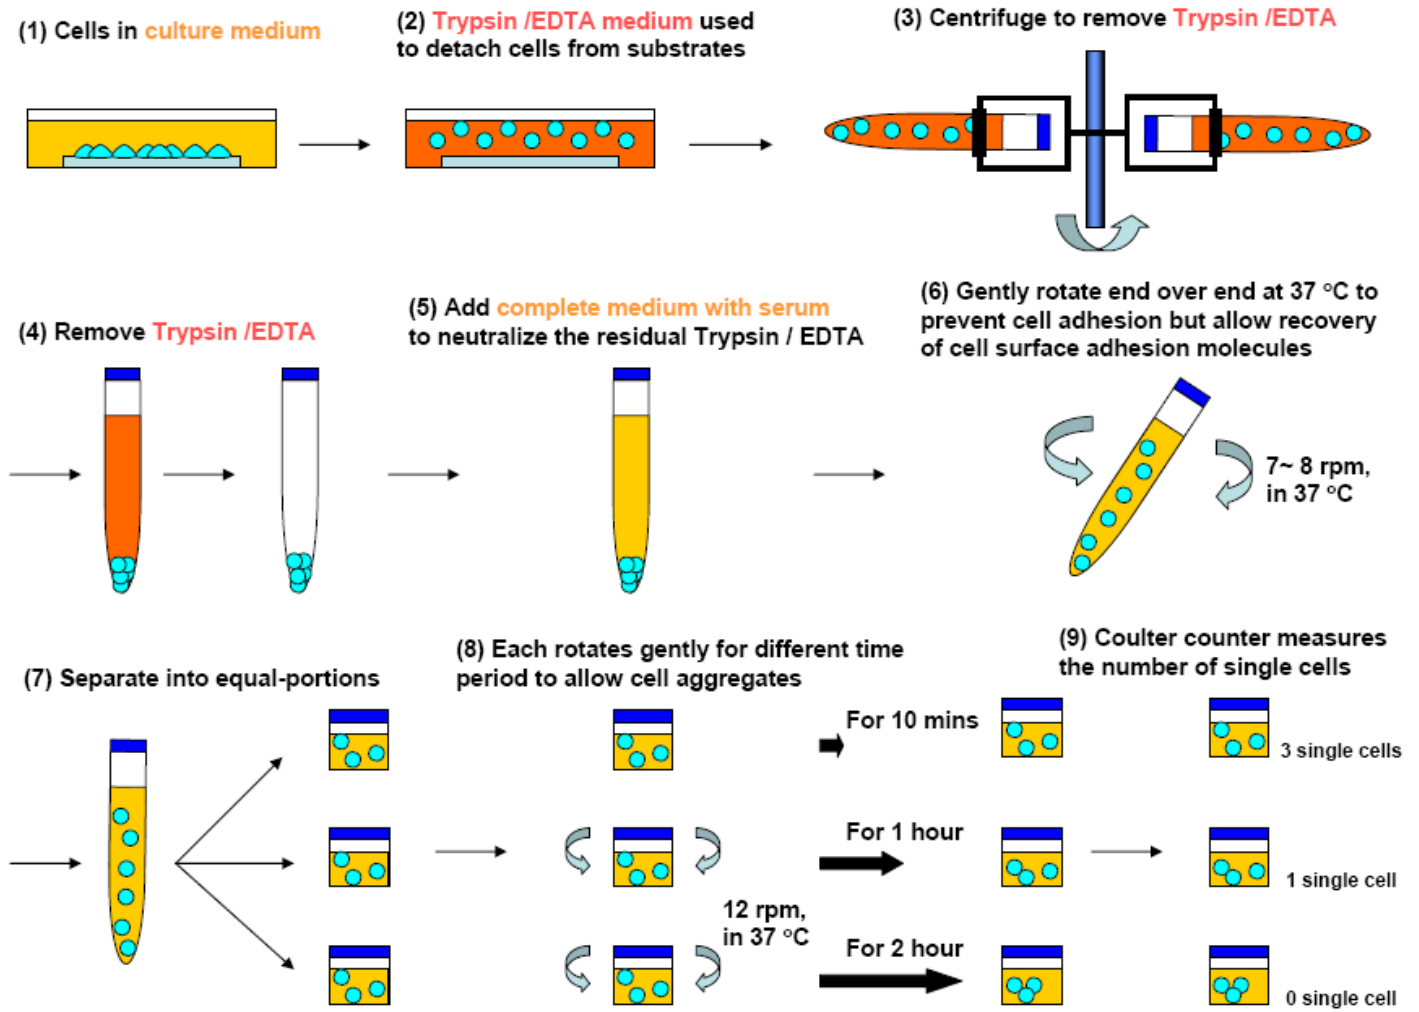 (1) Cells in culture medium
(2) Trypsin /EDTA medium used
to detach cells from substrates
(3) Centrifuge to remove Trypsin /EDTA
(4) Remove Trypsin /EDTA
(5) Add complete medium with serum
to neutralize the residual Trypsin / EDTA
(6) Gently rotate end over end at 37 °C to
prevent cell adhesion but allow recovery
of cell surface adhesion molecules
7~ 8 rpm,
in 37 °C
(7) Separate into equal-portions
(8) Each rotates gently for different time
period to allow cell aggregates
12 rpm,
in 37 °C
For 10 mins
For 1 hour
For 2 hour
(9) Coulter counter measures
the number of single cells
3 single cells
1 single cell
0 single cell